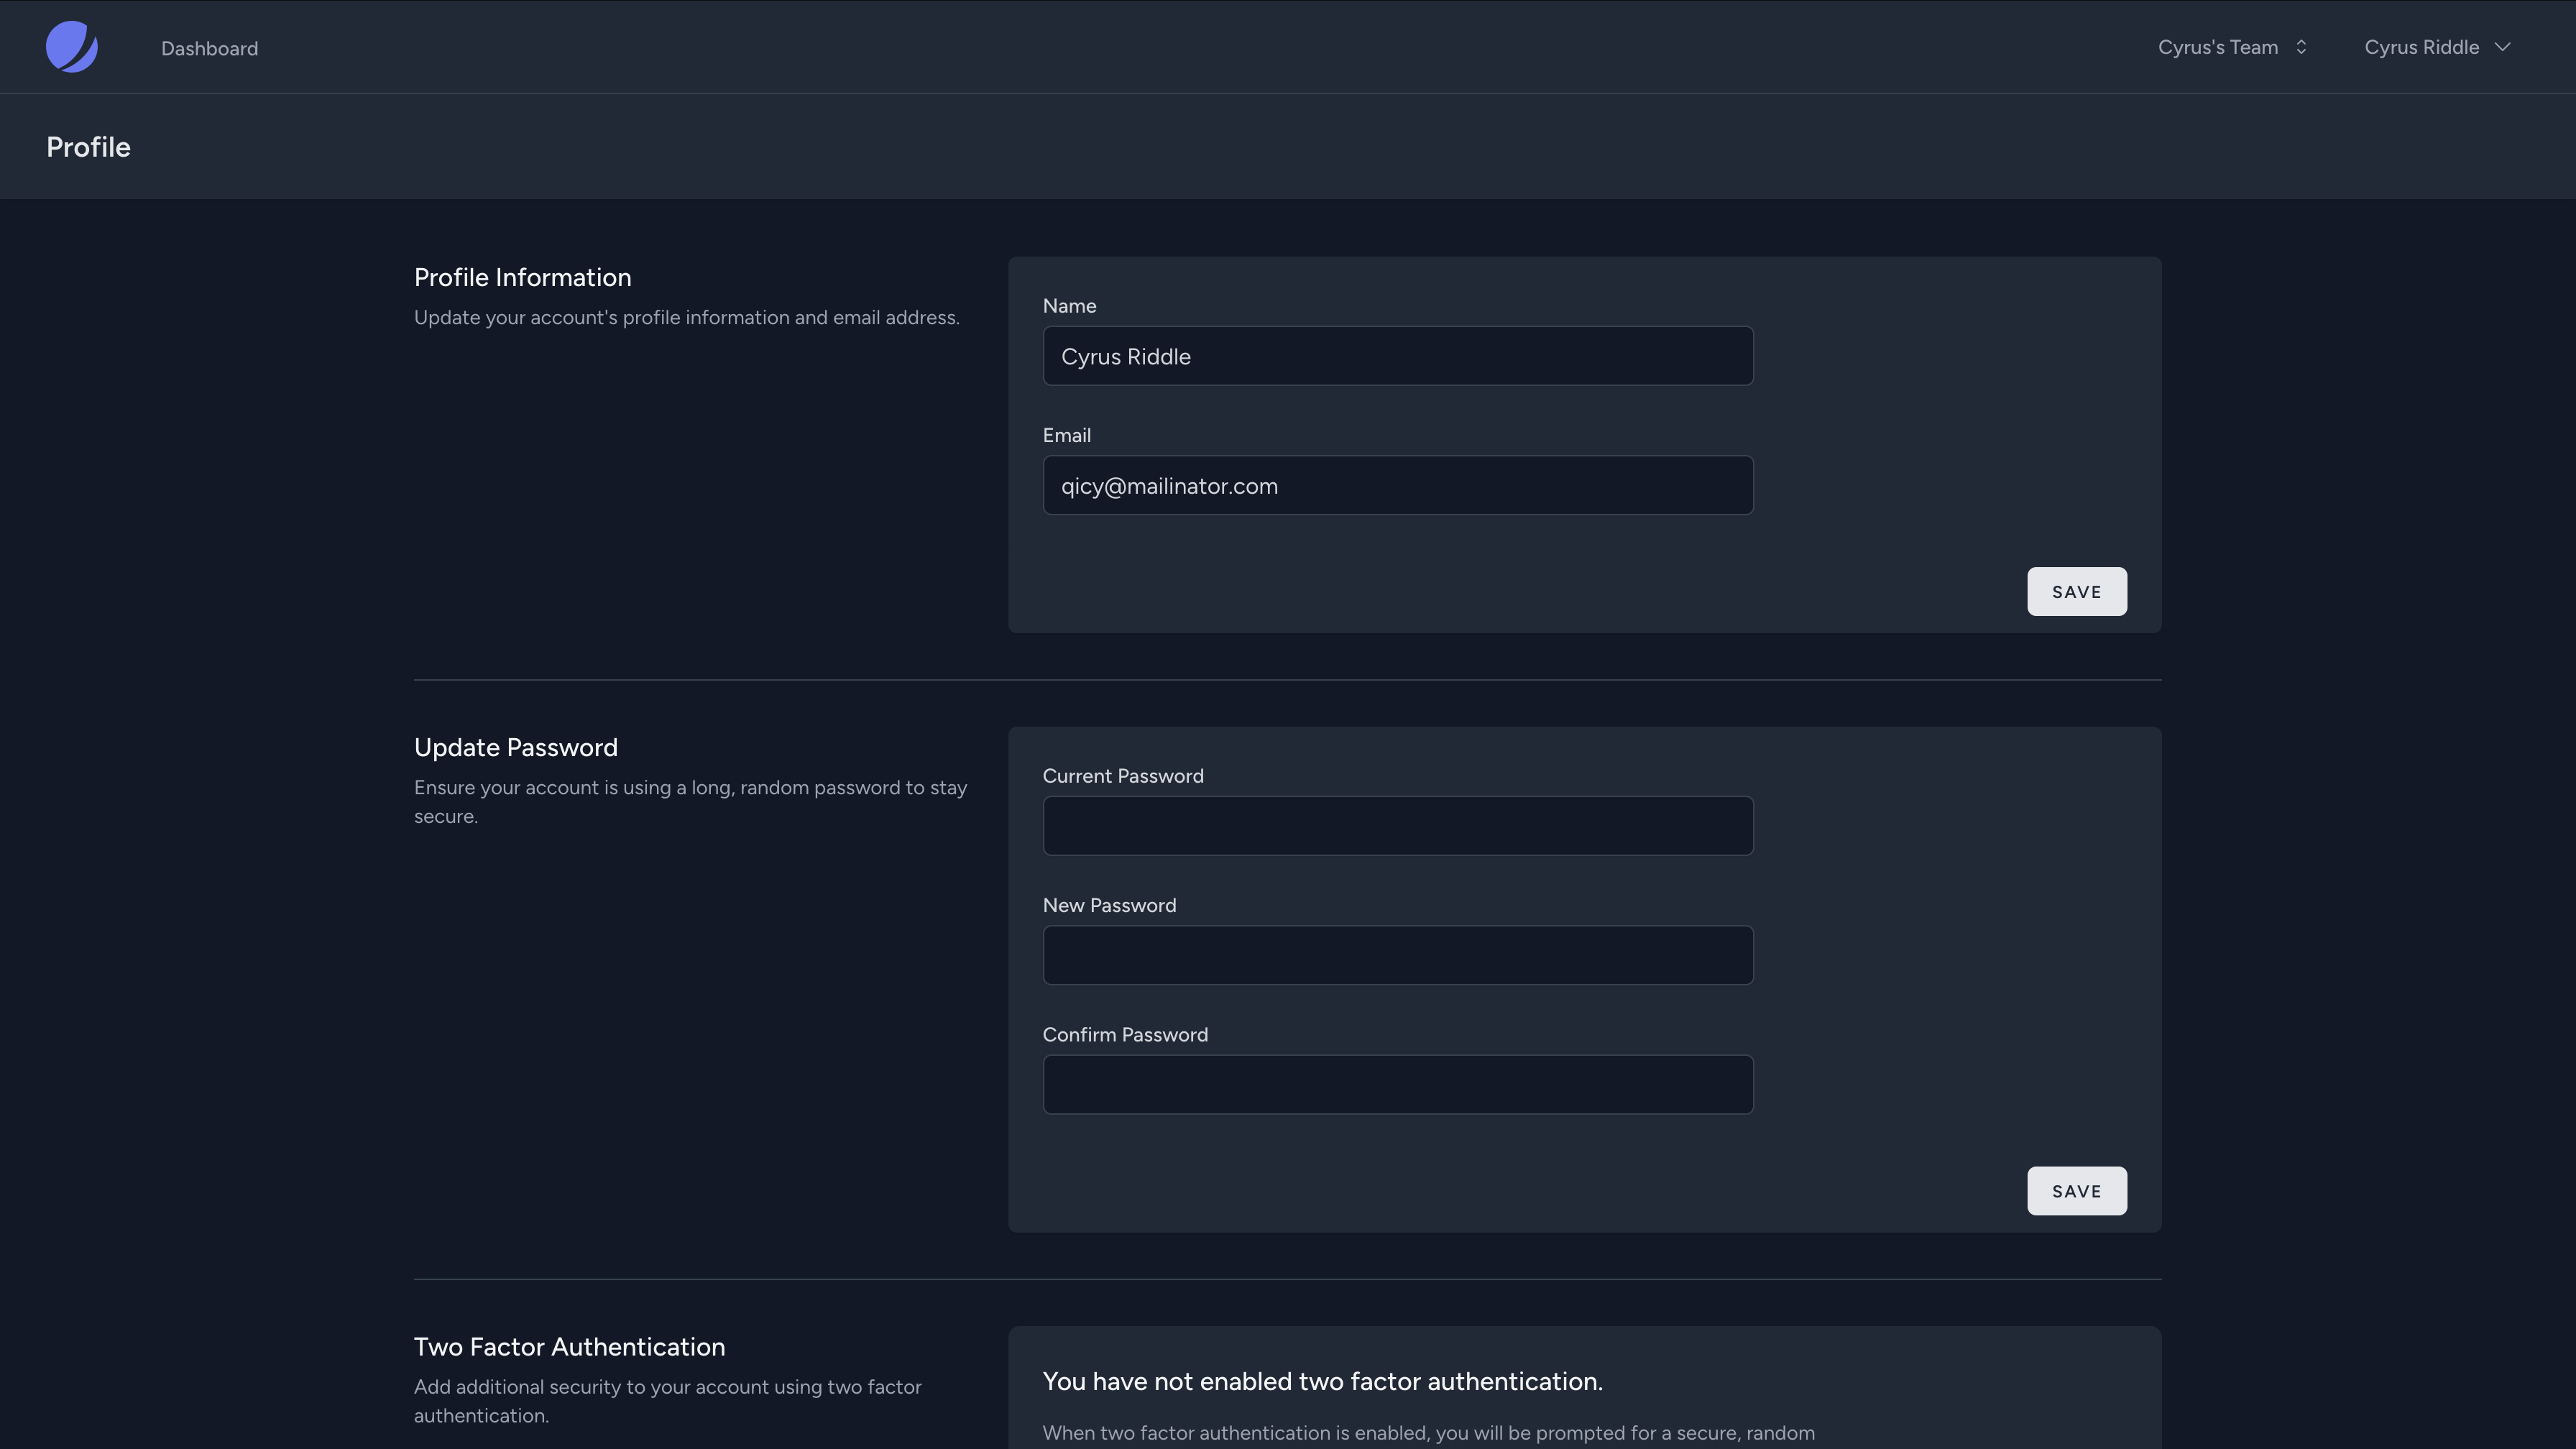 Dashboard
Cyrus's Team
Cyrus Riddle
Profile
Profile Information
Update your account's profile information and email address.
Name
Cyrus Riddle
Email
qicy@mailinator.com
SAVE
Update Password
Ensure your account is using a long, random password to stay
secure.
Current Password
New Password
Confirm Password
SAVE
Two Factor Authentication
Add additional security to your account using two factor
authentication.
You have not enabled two factor authentication.
When two factor authentication is enabled, you will be prompted for a secure, random